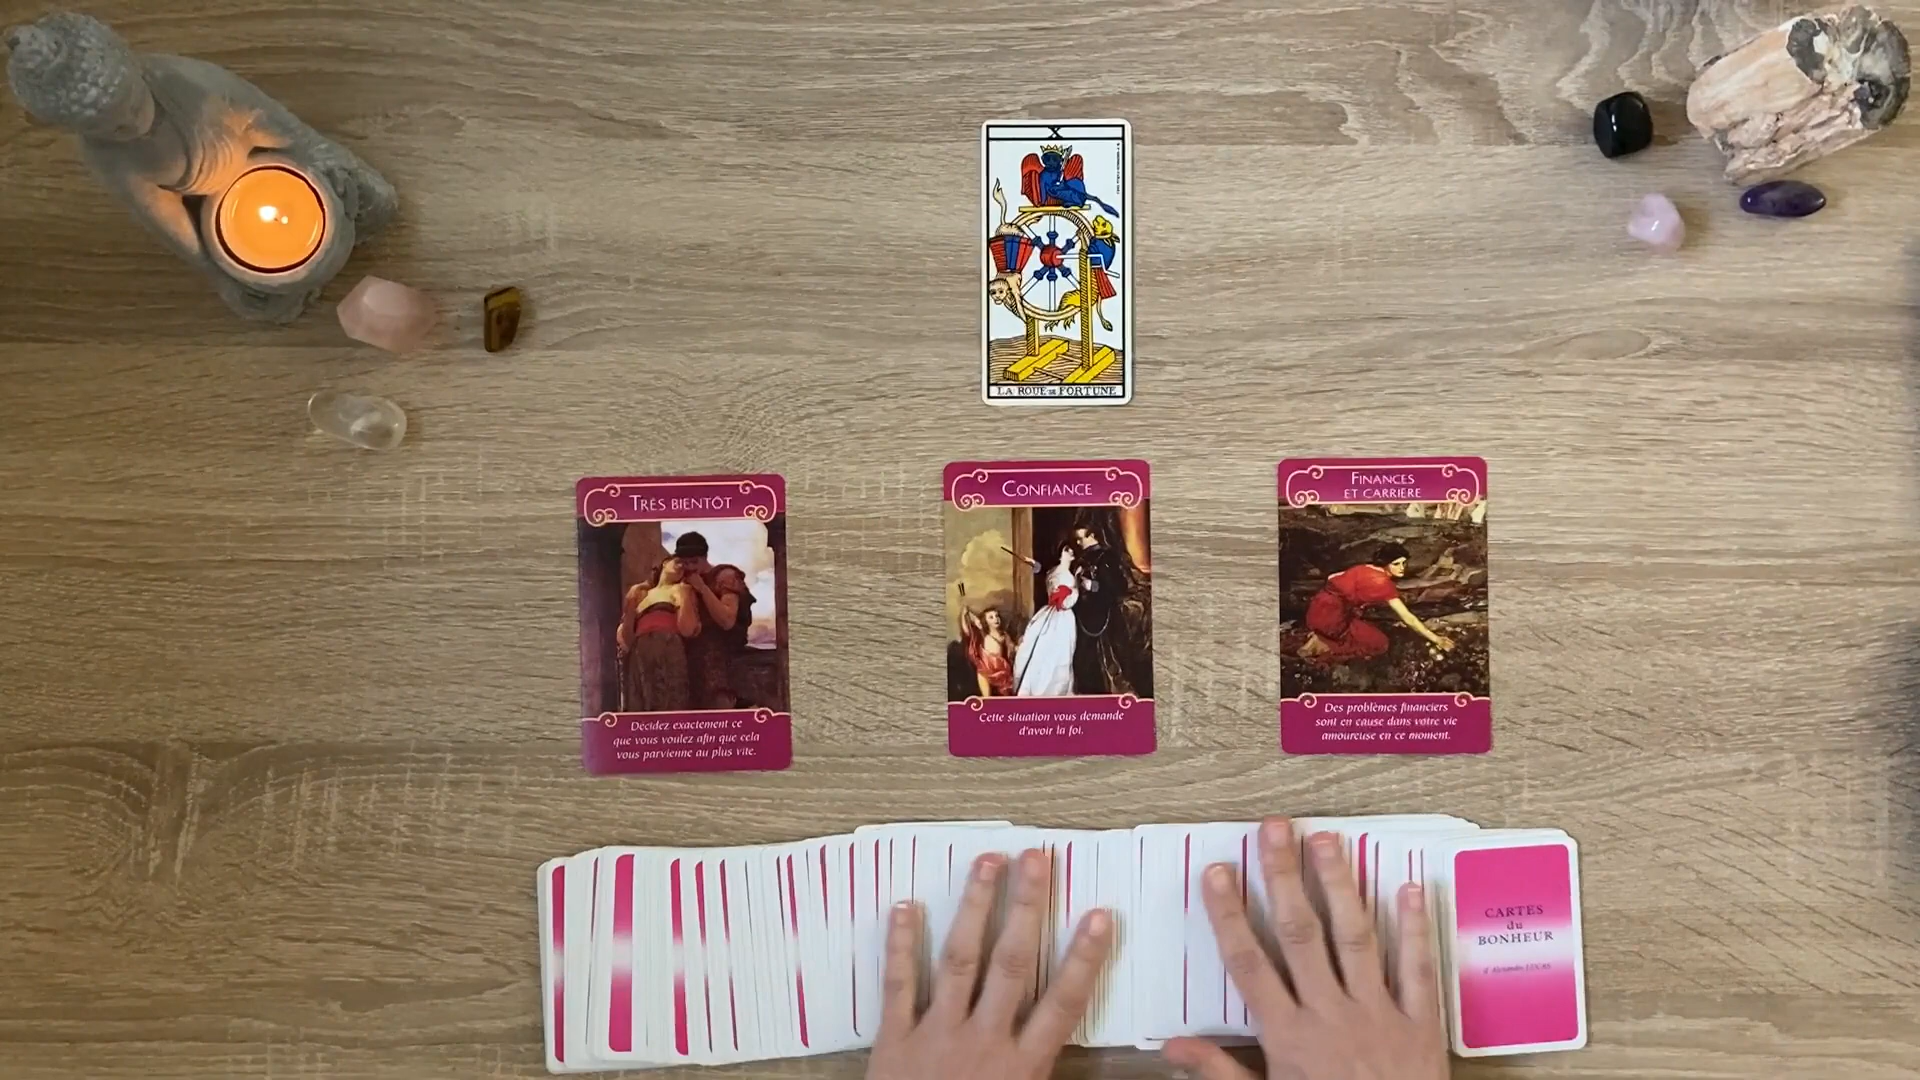 X
LA ROUE DE FORTUNE
TRÈS BIENTÔT
Décidez exactement ce
que vous voulez afin que cela
vous parvienne au plus vite.
CONFIANCE
Cette situation vous demande
d'avoir la foi.
FINANCES
ET CARRIÈRE
Des problèmes financiers
sont en cause dans votre vie
amoureuse en ce moment.
CARTES
du
BONHEUR
d'Alexandre LUCAS